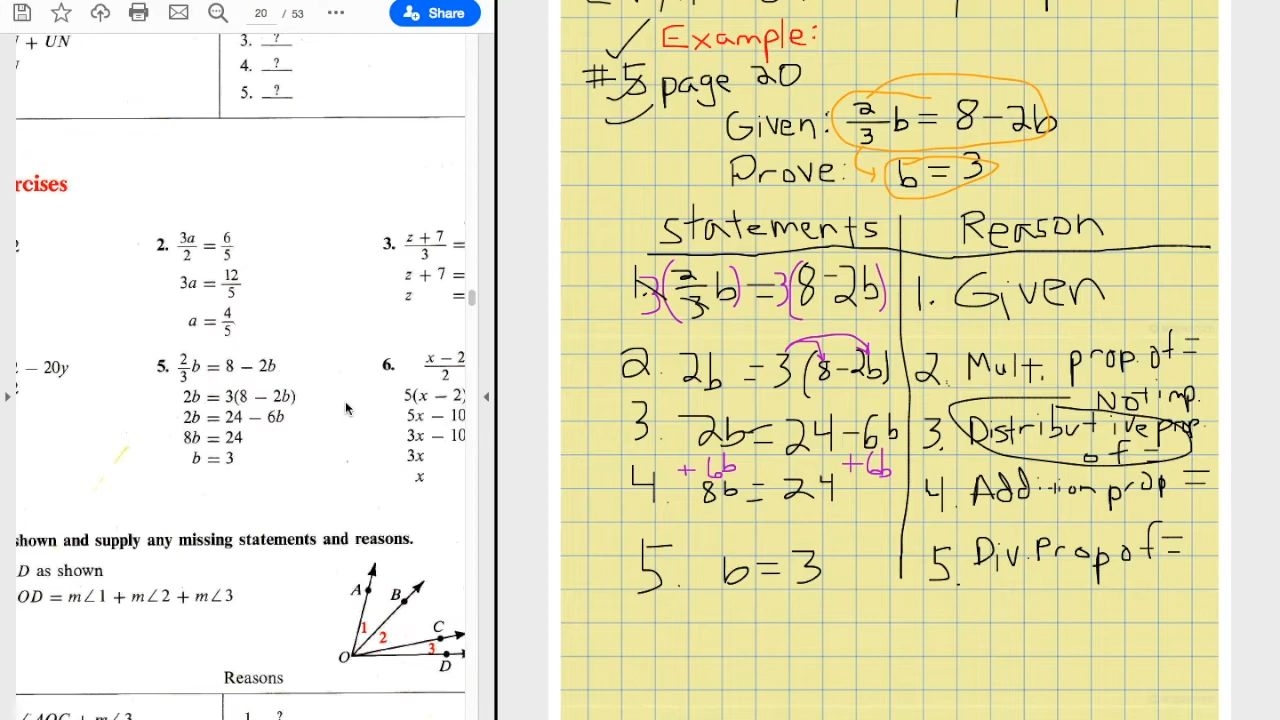 20 / 53
Share
+ UN
3. ?
4. ?
5. ?
rcises
2. 3a/2 = 6/5
3a = 12/5
a = 4/5
3. z + 7/3 =
z + 7 =
z =
− 20y
5. 2/3 b = 8 − 2b
2b = 3(8 − 2b)
2b = 24 − 6b
8b = 24
b = 3
6. x − 2/2
5(x − 2)
5x − 10
3x − 10
3x
x
shown and supply any missing statements and reasons.
D as shown
OD = m∠1 + m∠2 + m∠3
A
B
C
D
O
1
2
3
Reasons
∠AOC + m∠3
1. ?
Example:
#5 page 20
Given: 2/3 b = 8 − 2b
Prove: b = 3
statements
Reason
1. 3(2/3 b) = 3(8 − 2b)
1. Given
2. 2b = 3(8 − 2b)
2. Mult. prop. of =
Not imp.
3. 2b = 24 − 6b
3. Distributive prop.
of =
+6b +6b
4. 8b = 24
4. Addition prop =
5. b = 3
5. Div. Prop of =